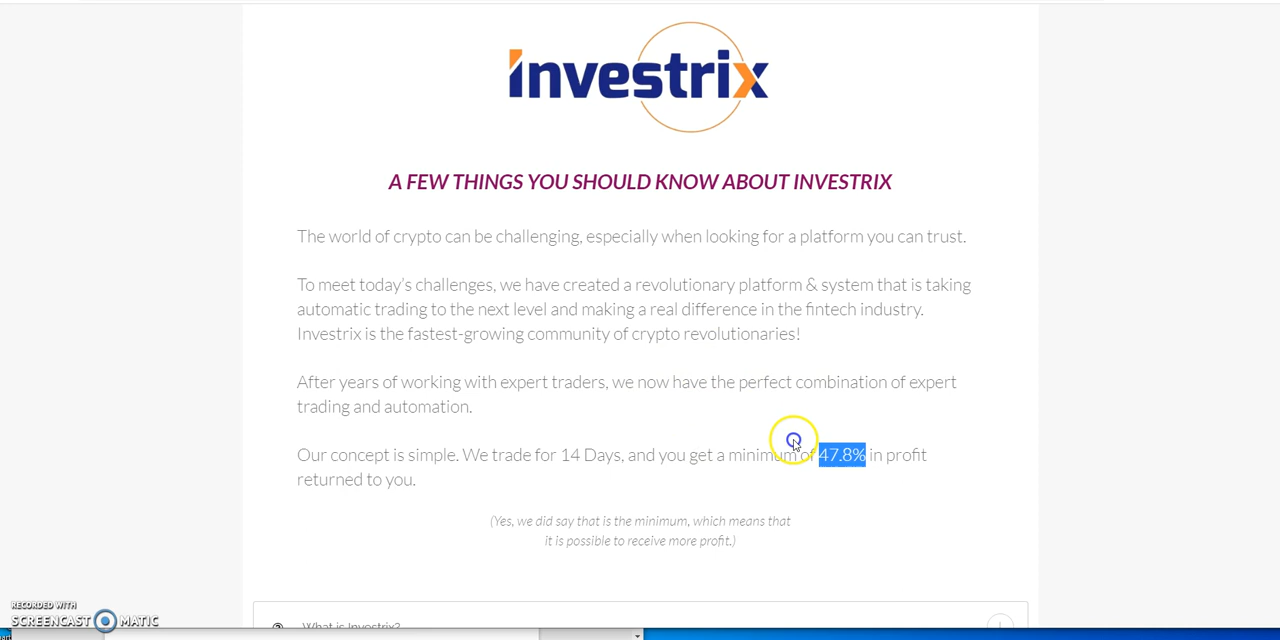 investrix
A FEW THINGS YOU SHOULD KNOW ABOUT INVESTRIX
The world of crypto can be challenging, especially when looking for a platform you can trust.
To meet today's challenges, we have created a revolutionary platform & system that is taking
automatic trading to the next level and making a real difference in the fintech industry.
Investrix is the fastest-growing community of crypto revolutionaries!
After years of working with expert traders, we now have the perfect combination of expert
trading and automation.
Our concept is simple. We trade for 14 Days, and you get a minimum of 47.8% in profit
returned to you.
(Yes, we did say that is the minimum, which means that
it is possible to receive more profit.)
What is Investrix?
RECORDED WITH
SCREENCAST MATIC